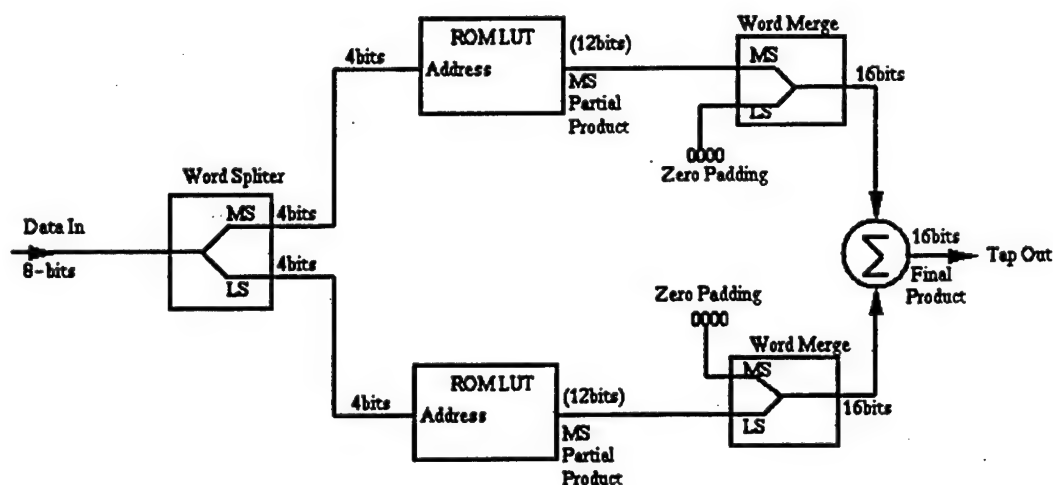 Word Merge
ROM LUT
(12bits)
4bits
Address
MS
16bits
MS
Partial
Product
LS
0000
Zero Padding
Word Spliter
Data In
MS
4bits
8-bits
4bits
LS
16bits
Σ
Tap Out
Final
Product
Zero Padding
0000
Word Merge
ROM LUT
MS
4bits
(12bits)
16bits
Address
LS
MS
Partial
Product